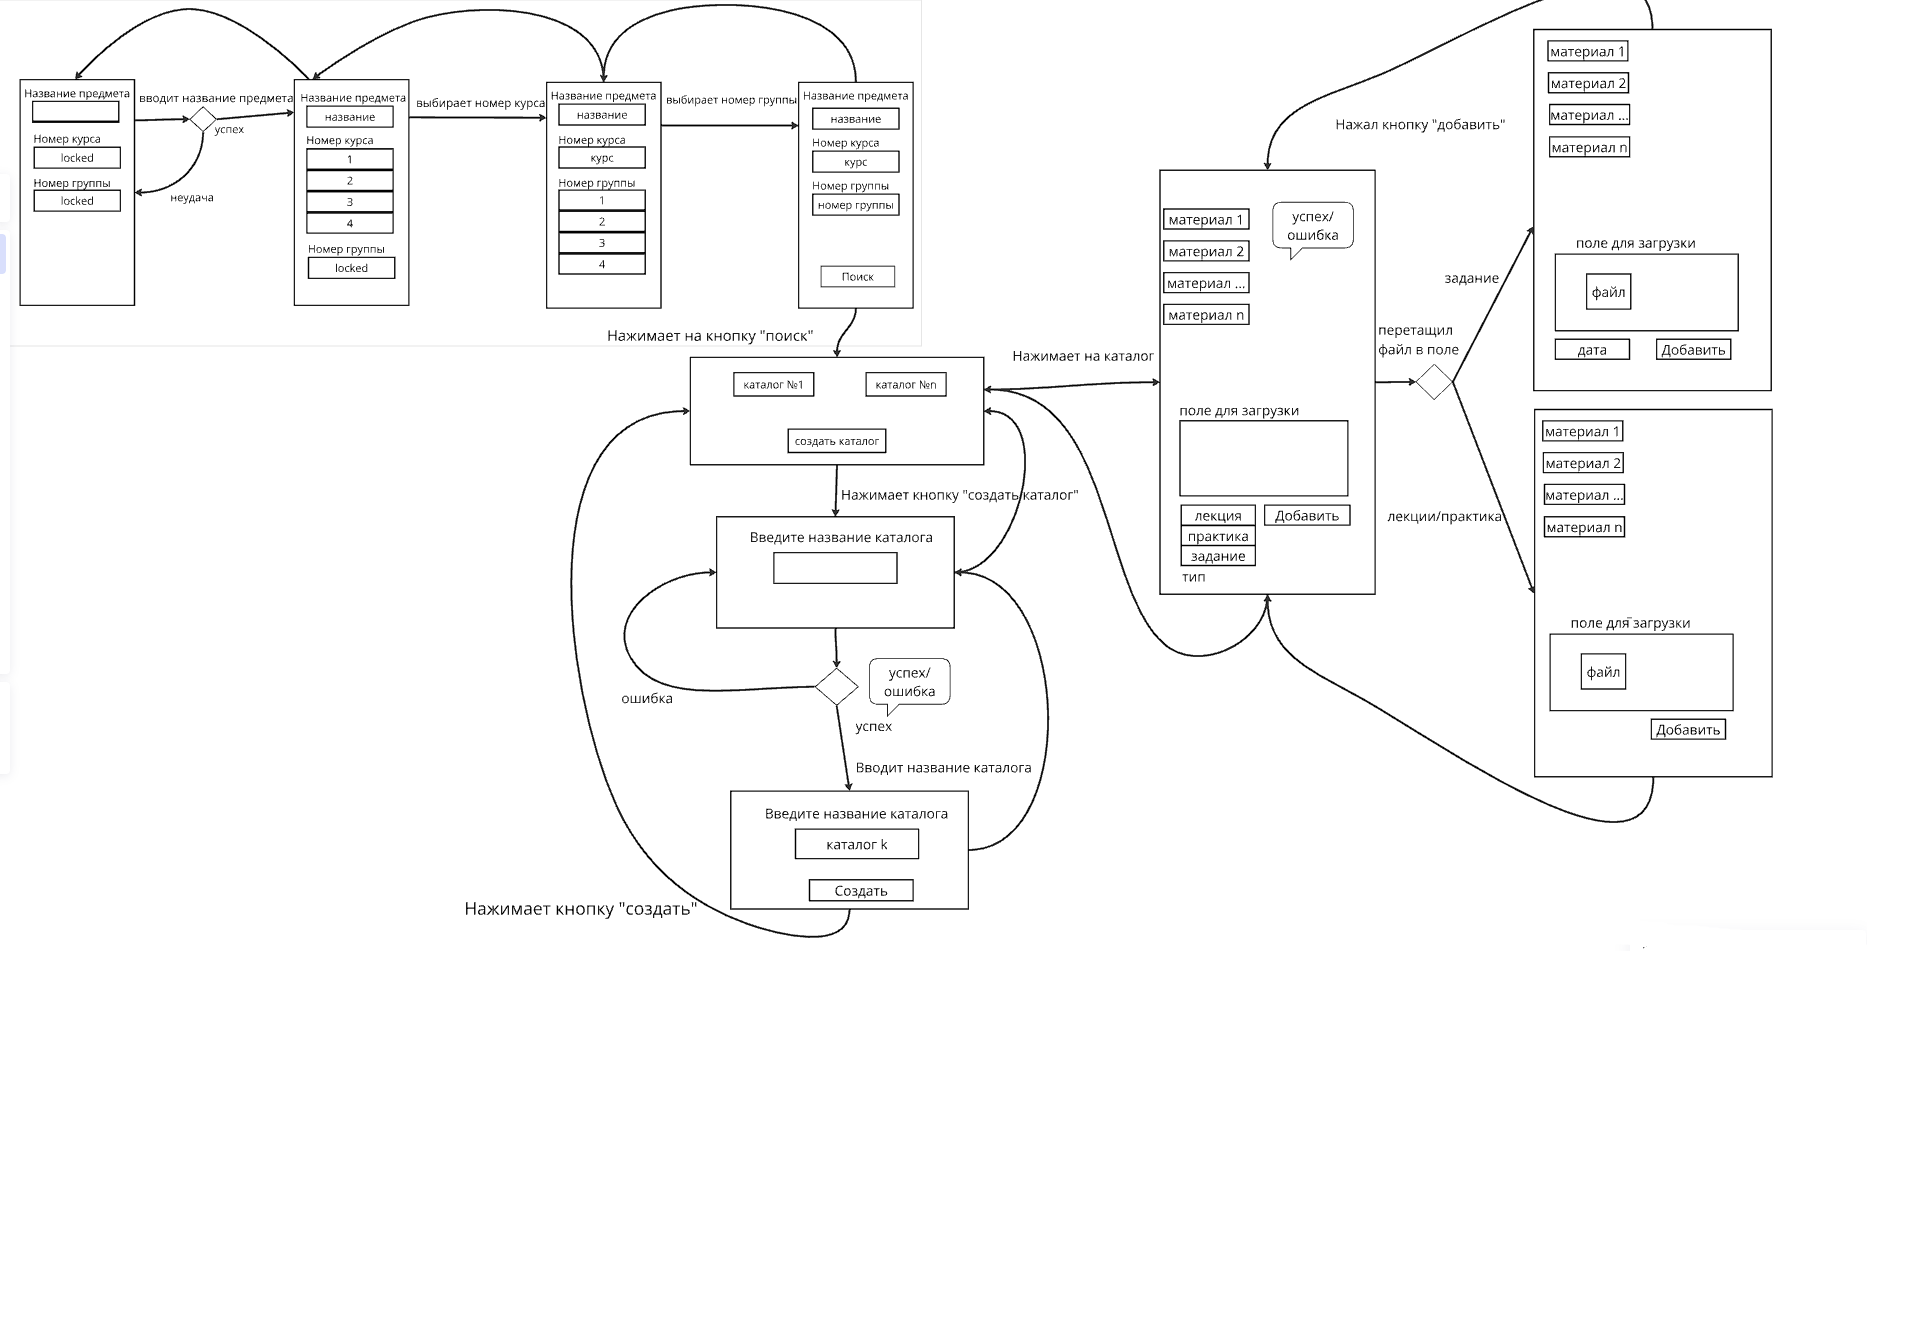 Название предмета
Номер курса
locked
Номер группы
locked
вводит название предмета
успех
неудача
Название предмета
название
Номер курса
1
2
3
4
Номер группы
locked
выбирает номер курса
Название предмета
название
Номер курса
курс
Номер группы
1
2
3
4
выбирает номер группы
Название предмета
название
Номер курса
курс
Номер группы
номер группы
Поиск
Нажимает на кнопку "поиск"
каталог №1
каталог №n
создать каталог
Нажимает кнопку "создать каталог"
Введите название каталога
ошибка
успех/
ошибка
успех
Вводит название каталога
Введите название каталога
каталог k
Создать
Нажимает кнопку "создать"
Нажимает на каталог
материал 1
материал 2
материал ...
материал n
успех/
ошибка
поле для загрузки
лекция
практика
задание
тип
Добавить
перетащил
файл в поле
задание
лекции/практика
Нажал кнопку "добавить"
материал 1
материал 2
материал ...
материал n
поле для загрузки
файл
дата
Добавить
материал 1
материал 2
материал ...
материал n
поле для загрузки
файл
Добавить